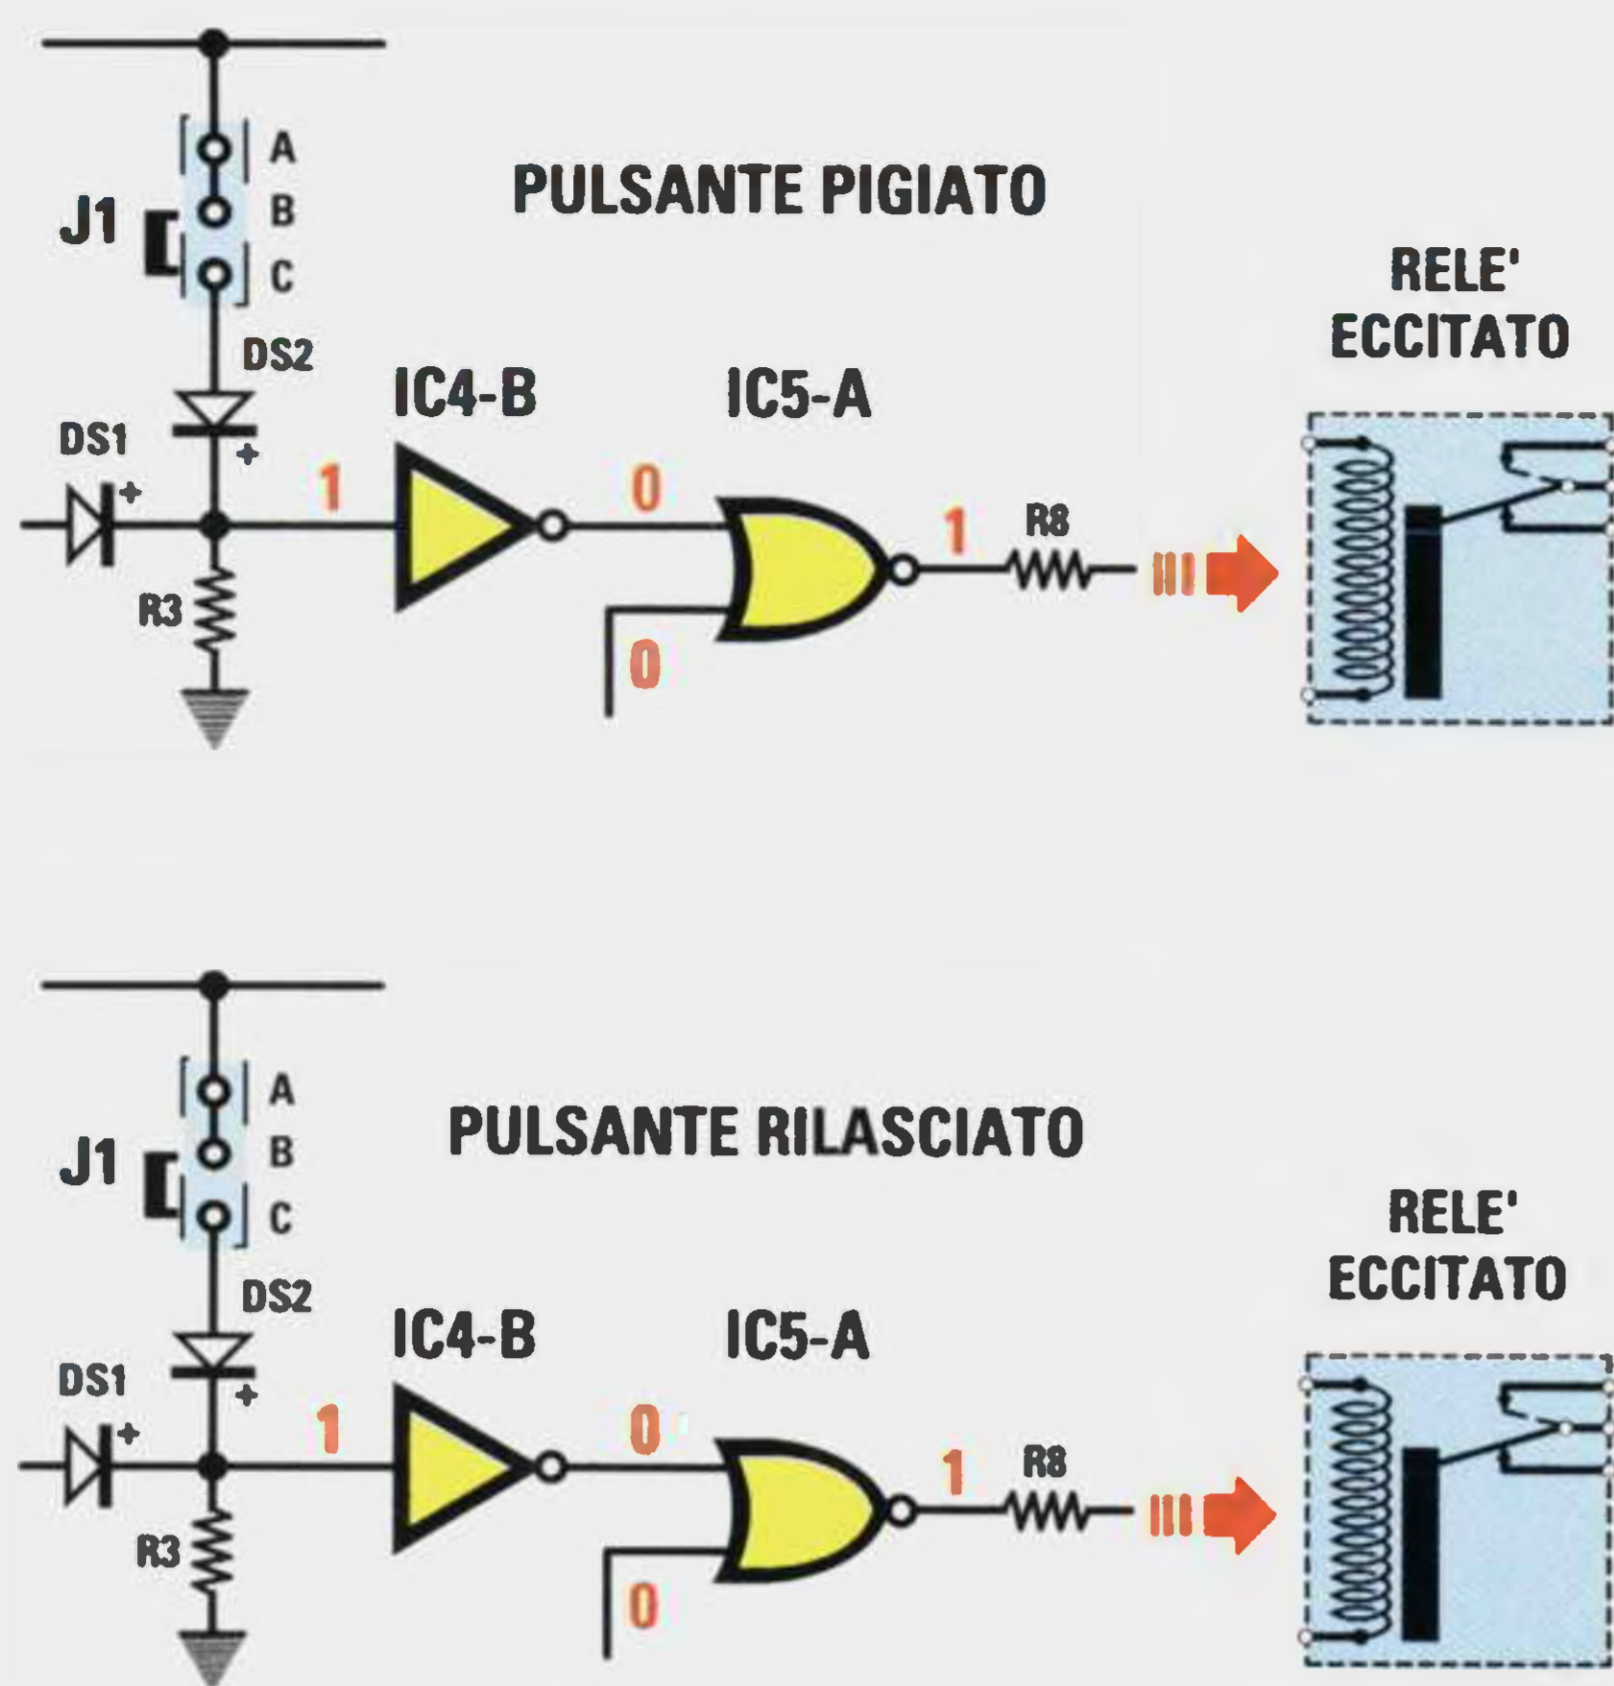 A
PULSANTE PIGIATO
J1
B
C
RELE'
ECCITATO
DS2
IC4-B
IC5-A
DS1
+
+
1
0
1
R8
R3
0
A
PULSANTE RILASCIATO
J1
B
C
RELE'
ECCITATO
DS2
IC4-B
IC5-A
DS1
+
+
1
0
1
R8
R3
0